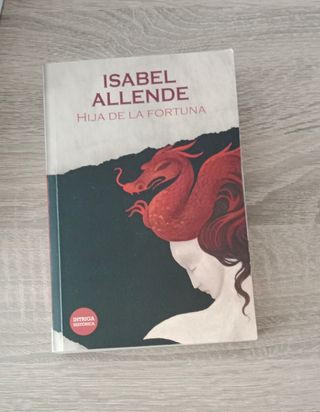 ISABEL
ALLENDE
HIJA DE LA FORTUNA
INTRIGA
HISTÓRICA